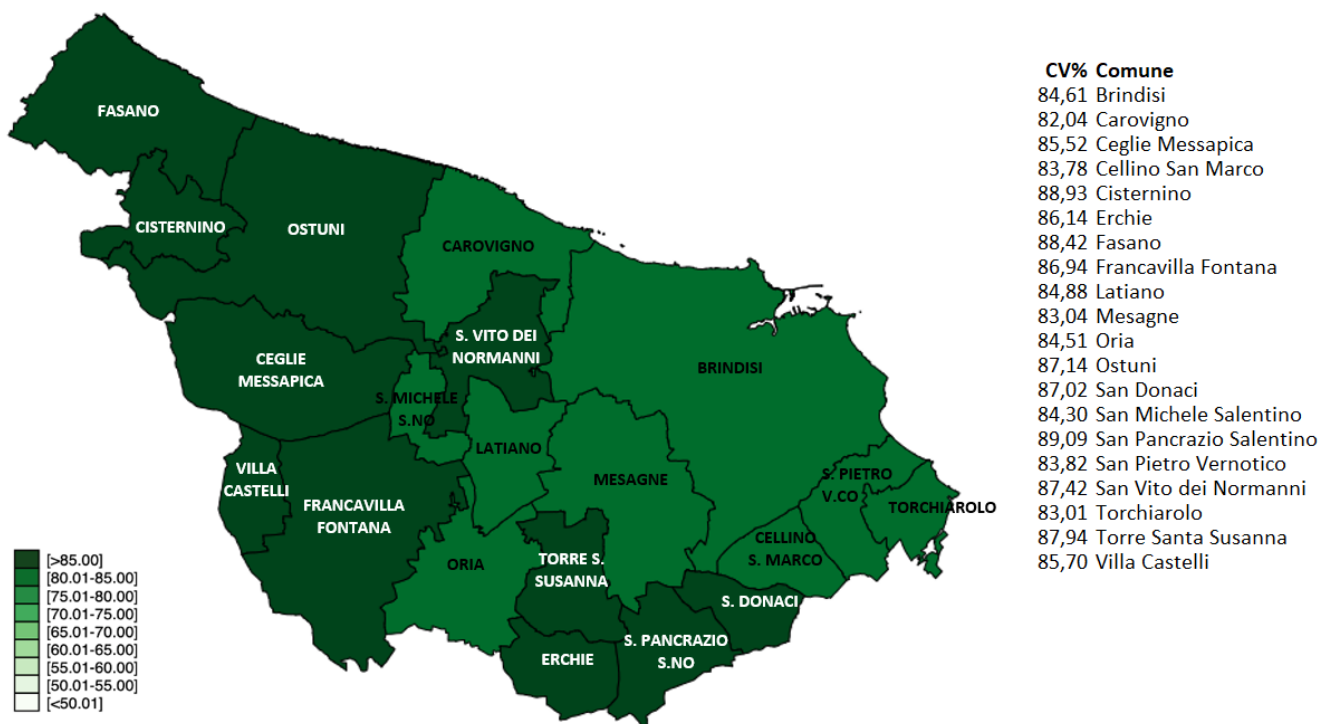 FASANO
CISTERNINO
OSTUNI
CAROVIGNO
S. VITO DEI
NORMANNI
CEGLIE
MESSAPICA
BRINDISI
S. MICHELE
S.NO
LATIANO
VILLA
CASTELLI
FRANCAVILLA
FONTANA
MESAGNE
S. PIETRO
V.CO
TORCHIAROLO
CELLINO
S. MARCO
ORIA
TORRE S.
SUSANNA
S. DONACI
S. PANCRAZIO
S.NO
ERCHIE
[>85.00]
[80.01-85.00]
[75.01-80.00]
[70.01-75.00]
[65.01-70.00]
[60.01-65.00]
[55.01-60.00]
[50.01-55.00]
[<50.01]
CV% Comune
84,61 Brindisi
82,04 Carovigno
85,52 Ceglie Messapica
83,78 Cellino San Marco
88,93 Cisternino
86,14 Erchie
88,42 Fasano
86,94 Francavilla Fontana
84,88 Latiano
83,04 Mesagne
84,51 Oria
87,14 Ostuni
87,02 San Donaci
84,30 San Michele Salentino
89,09 San Pancrazio Salentino
83,82 San Pietro Vernotico
87,42 San Vito dei Normanni
83,01 Torchiarolo
87,94 Torre Santa Susanna
85,70 Villa Castelli